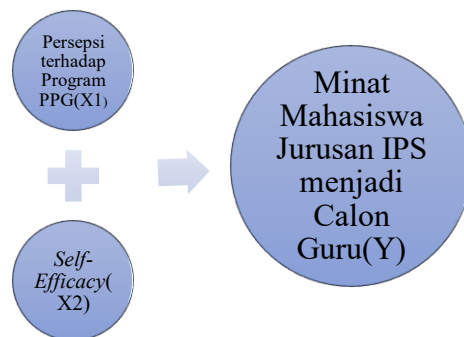 Persepsi
terhadap
Program
PPG(X1)
Self-
Efficacy(
X2)
Minat
Mahasiswa
Jurusan IPS
menjadi
Calon
Guru(Y)